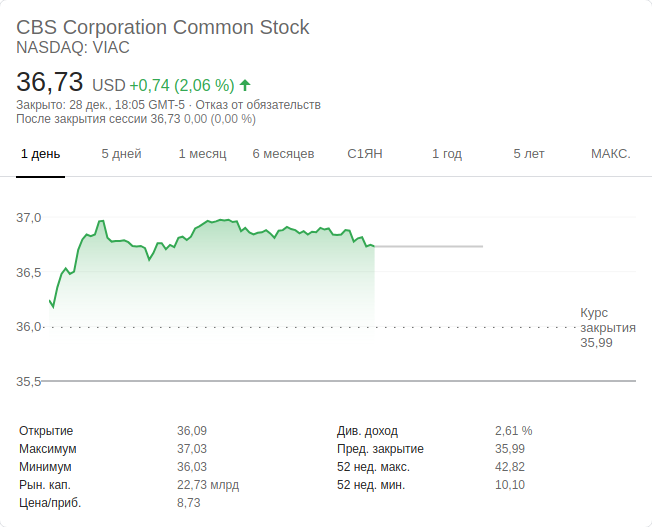 CBS Corporation Common Stock
NASDAQ: VIAC
36,73 USD +0,74 (2,06 %)
Закрыто: 28 дек., 18:05 GMT-5 · Отказ от обязательств
После закрытия сессии 36,73 0,00 (0,00 %)
1 день 5 дней 1 месяц 6 месяцев С1ЯН 1 год 5 лет МАКС.
37,0
36,5
36,0
Курс
закрытия
35,99
35,5
Открытие 36,09 Див. доход 2,61 %
Максимум 37,03 Пред. закрытие 35,99
Минимум 36,03 52 нед. макс. 42,82
Рын. кап. 22,73 млрд 52 нед. мин. 10,10
Цена/приб. 8,73